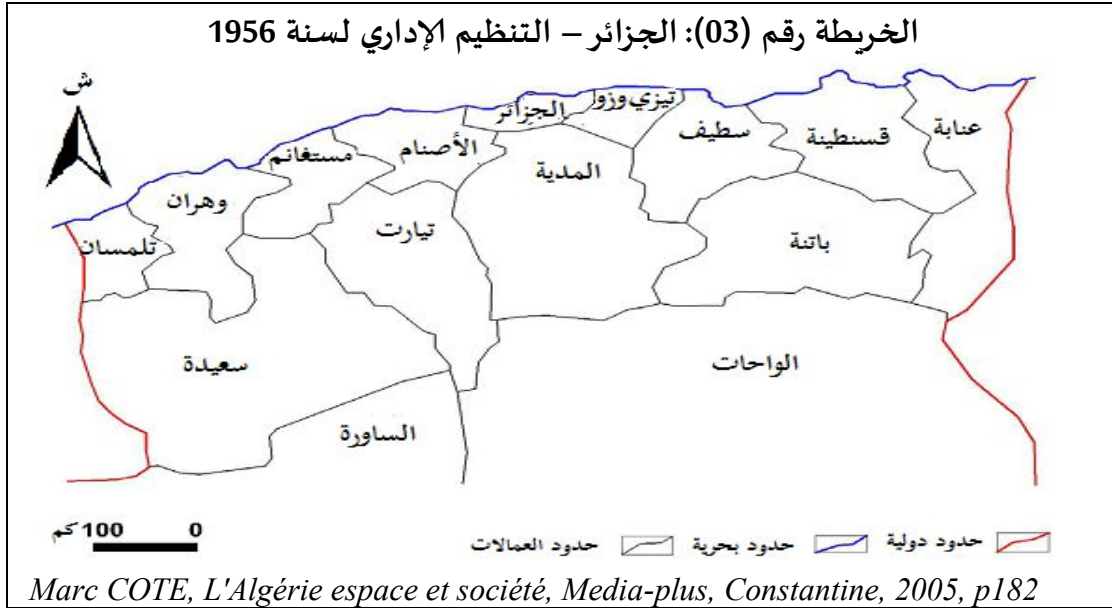 الخريطة رقم (03): الجزائر – التنظيم الإداري لسنة 1956
ش
عنابة
قسنطينة
سطيف
تيزي وزو
الجزائر
الأصنام
مستغانم
وهران
تلمسان
المدية
تيارت
باتنة
سعيدة
الواحات
الساورة
0 100 كم
حدود دولية حدود بحرية حدود العمالات
Marc COTE, L'Algérie espace et société, Media-plus, Constantine, 2005, p182